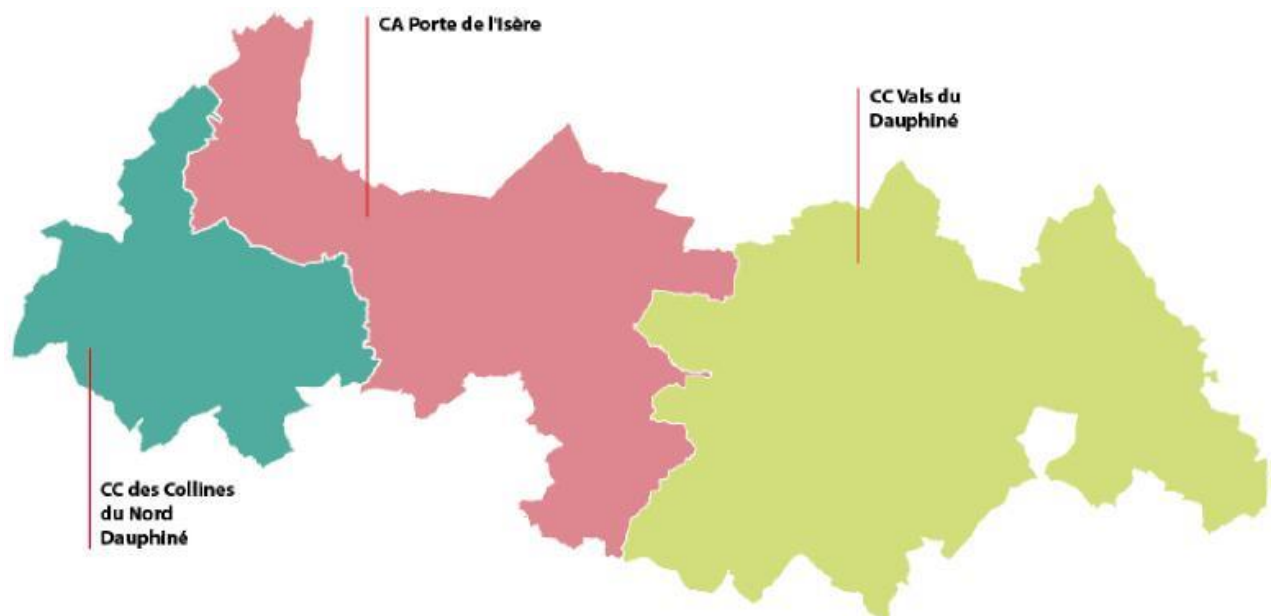 CA Porte de l'Isère
CC Vals du
Dauphiné
CC des Collines
du Nord
Dauphiné